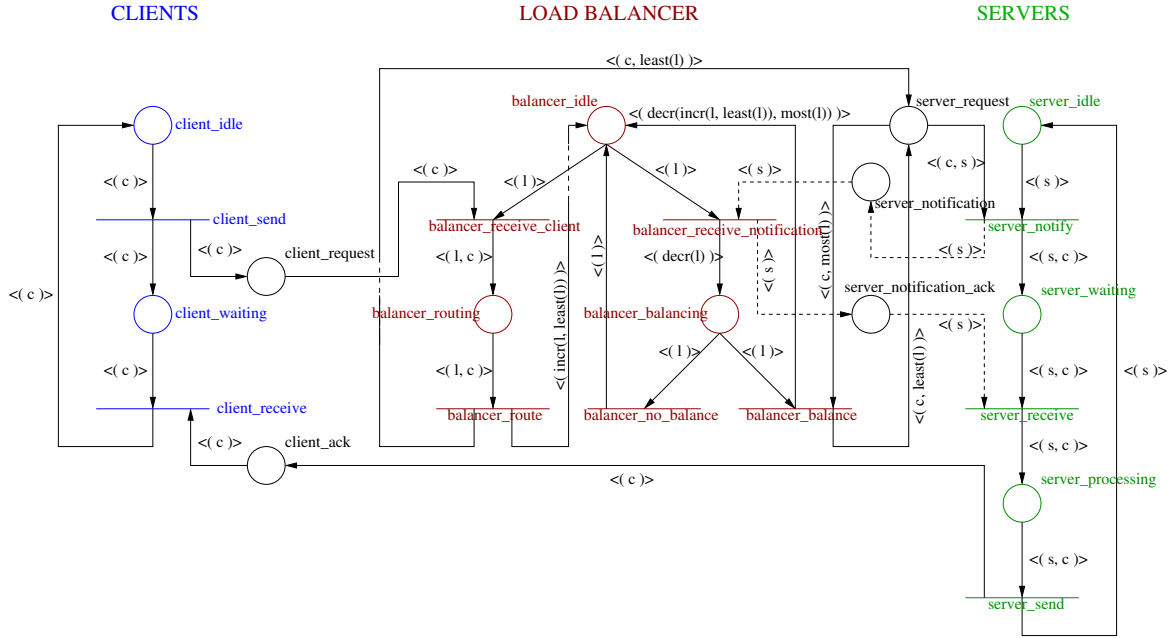 CLIENTS
LOAD BALANCER
SERVERS
<( c, least(l) )>
balancer_idle
<( decr(incr(l, least(l)), most(l)) )>
server_request
server_idle
client_idle
<( c )>
<( c )>
<( l )>
<( l )>
<( s )>
<( c, s )>
<( s )>
server_notification
client_send
balancer_receive_client
balancer_receive_notification
server_notify
<( c )>
<( c )>
client_request
<( l, c )>
<( l )>
<( decr(l) )>
<( s )>
<( c, most(l) )>
<( s )>
<( s, c )>
server_notification_ack
server_waiting
<( c )>
client_waiting
balancer_routing
<( incr(l, least(l)) )>
balancer_balancing
<( s )>
<( c )>
<( l, c )>
<( l )>
<( l )>
<( c, least(l) )>
<( s, c )>
<( s )>
client_receive
balancer_route
balancer_no_balance
balancer_balance
server_receive
<( c )>
client_ack
<( s, c )>
<( c )>
server_processing
<( s, c )>
server_send